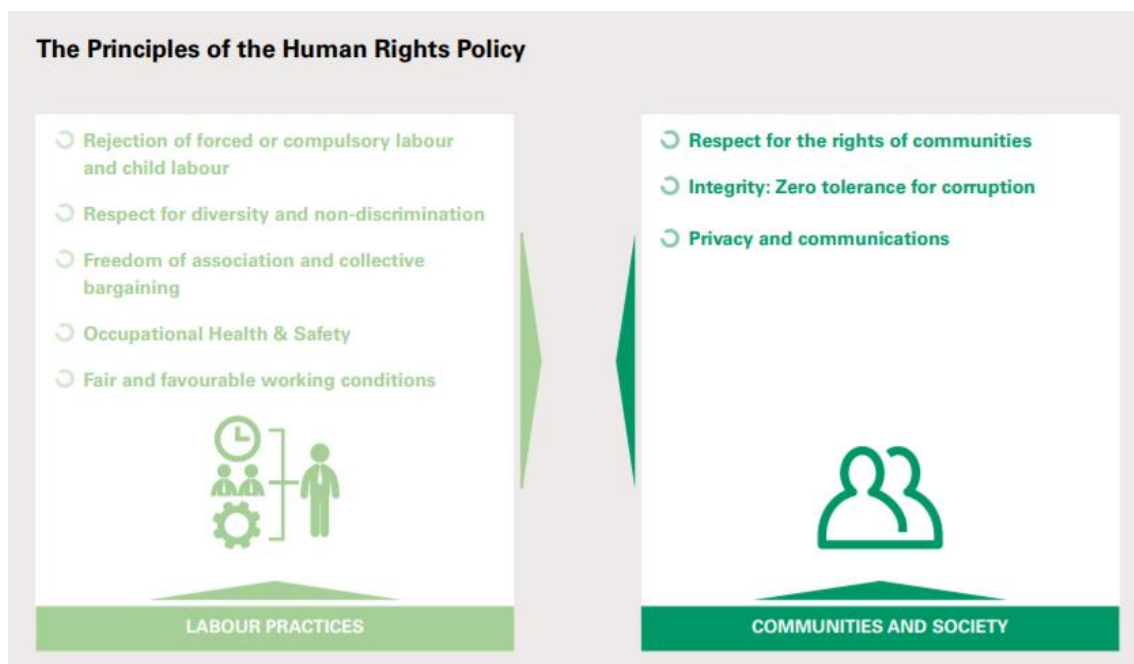 The Principles of the Human Rights Policy
Rejection of forced or compulsory labour
and child labour
Respect for diversity and non-discrimination
Freedom of association and collective
bargaining
Occupational Health & Safety
Fair and favourable working conditions
LABOUR PRACTICES
Respect for the rights of communities
Integrity: Zero tolerance for corruption
Privacy and communications
COMMUNITIES AND SOCIETY